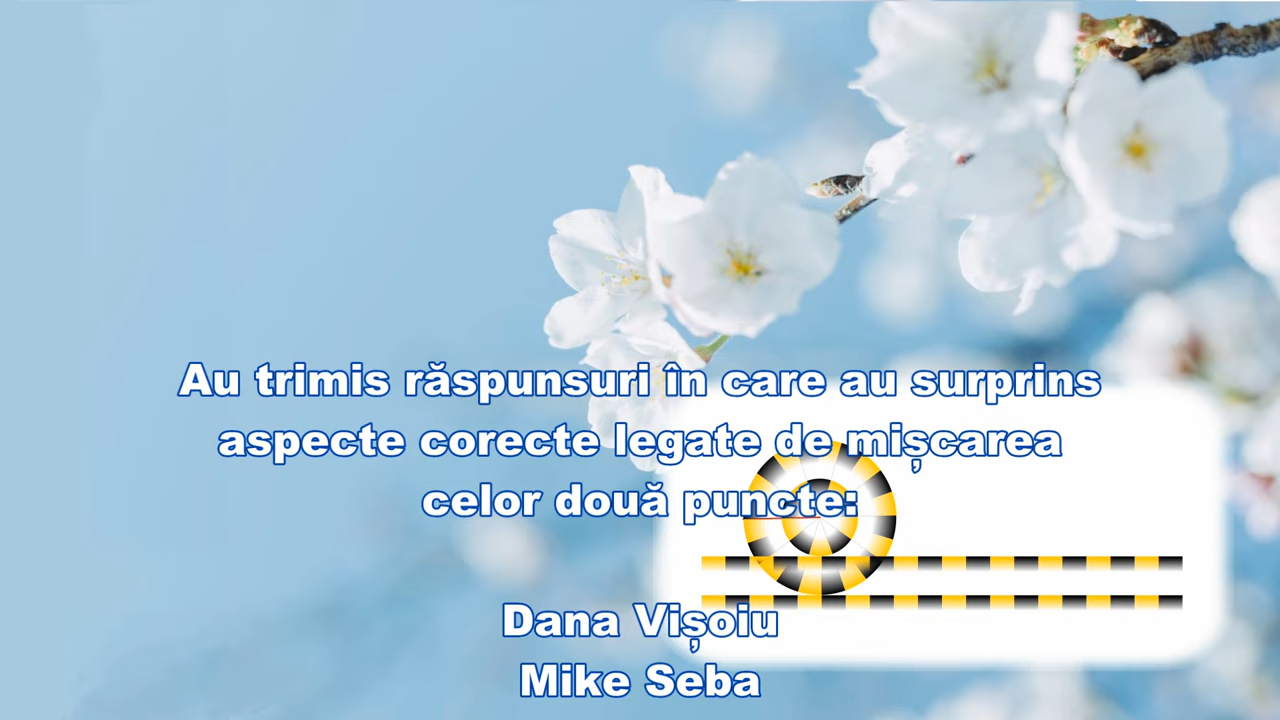 Au trimis răspunsuri în care au surprins
aspecte corecte legate de mișcarea
celor două puncte:
Dana Vișoiu
Mike Seba